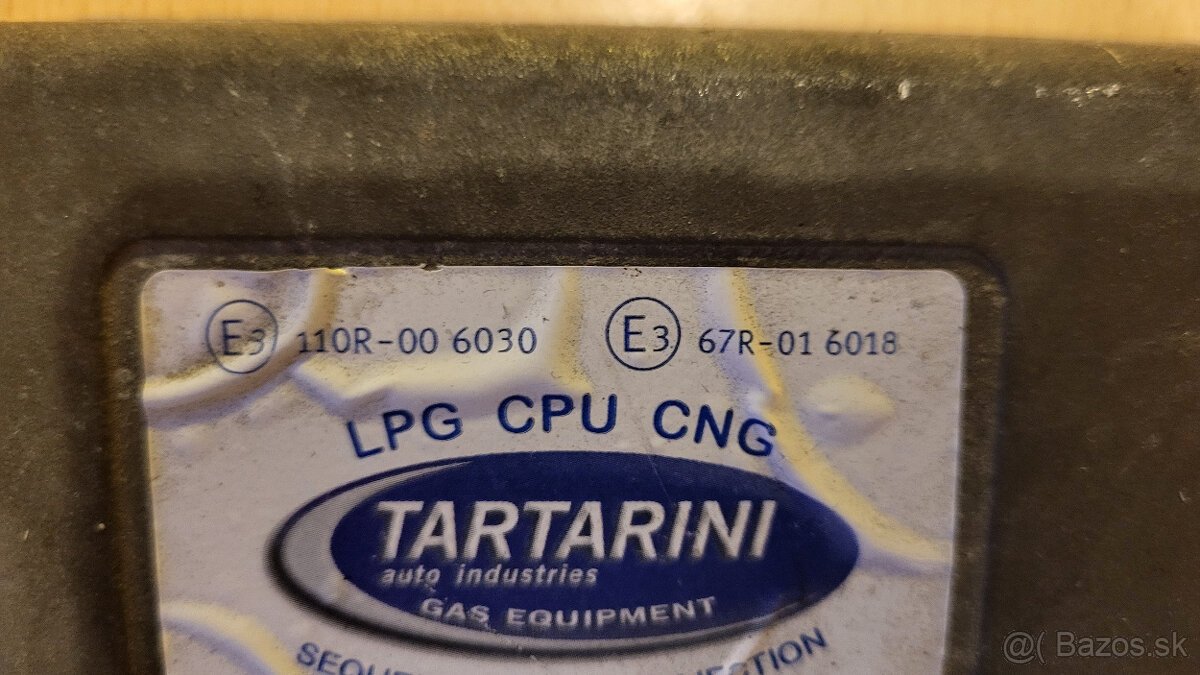 E3 110R-00 6030 E3 67R-01 6018
LPG CPU CNG
TARTARINI
auto industries
GAS EQUIPMENT
@( Bazos.sk